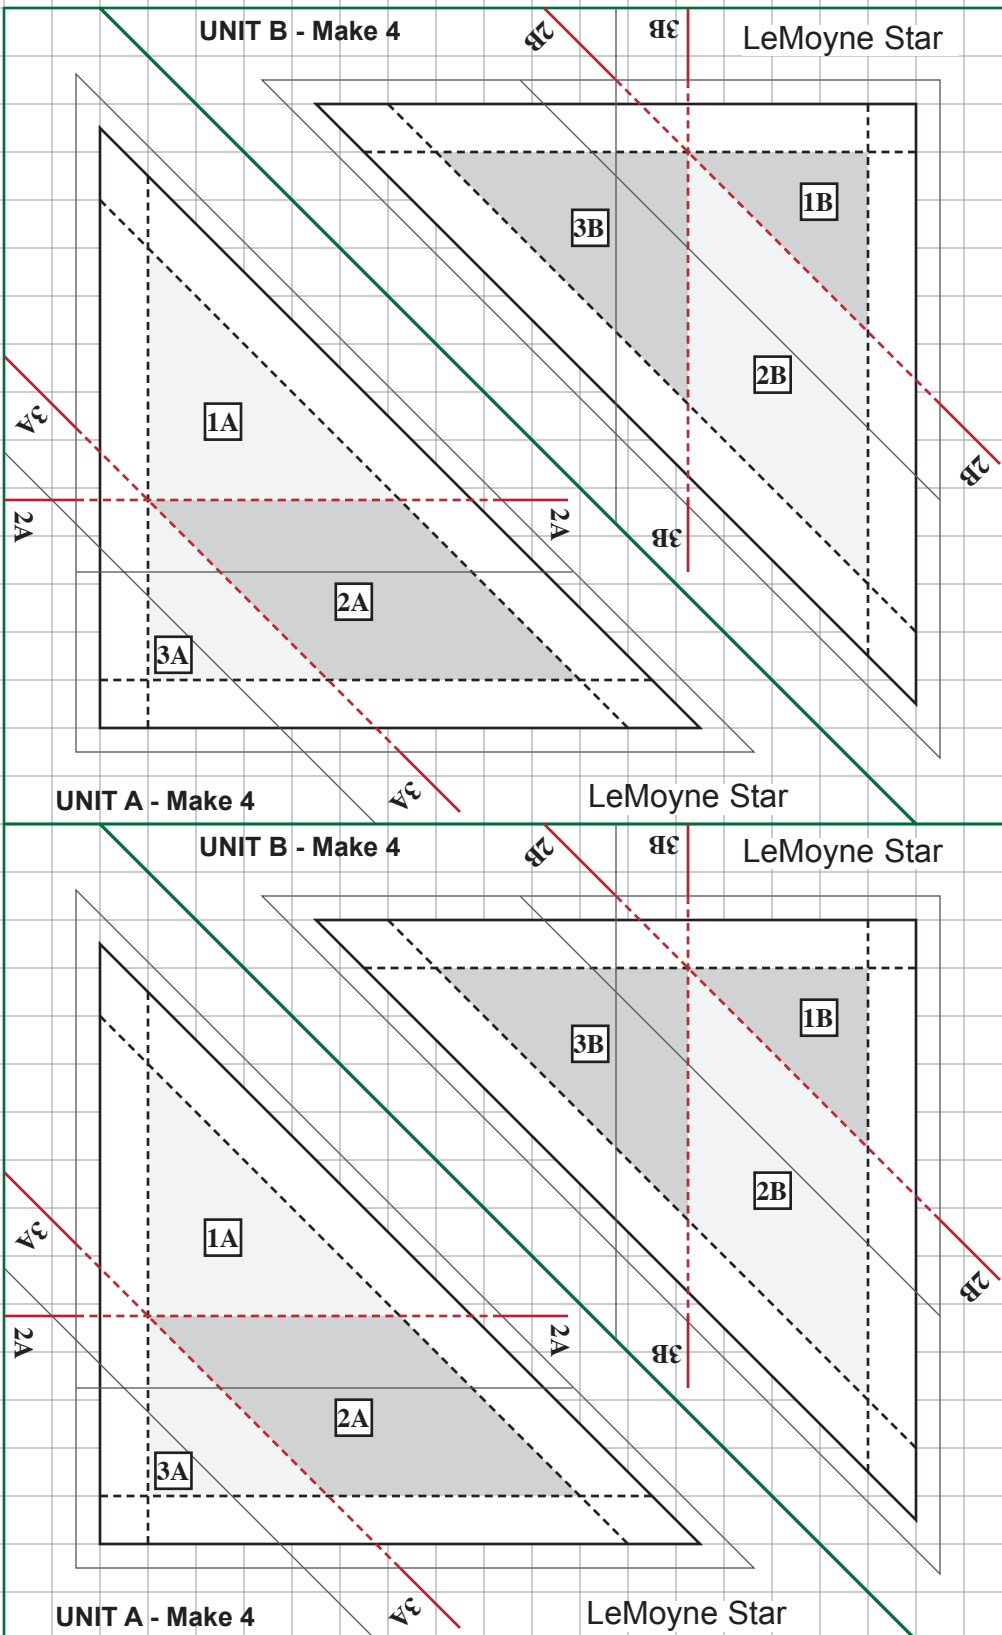 UNIT B - Make 4
2B
3B
LeMoyne Star
1B
3B
2B
3A
1A
2B
2A
2A
3B
2A
3A
3A
UNIT A - Make 4
LeMoyne Star
UNIT B - Make 4
2B
3B
LeMoyne Star
1B
3B
2B
3A
1A
2B
2A
2A
3B
2A
3A
3A
UNIT A - Make 4
LeMoyne Star